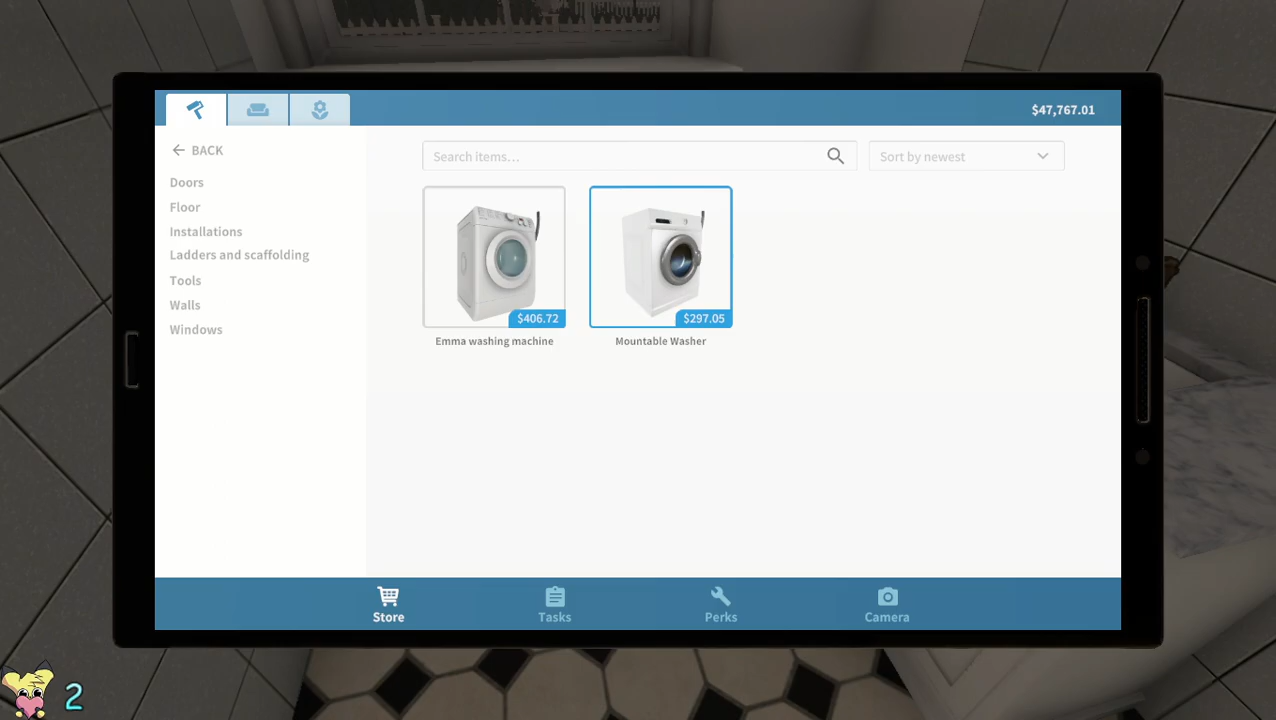 $47,767.01
BACK
Doors
Floor
Installations
Ladders and scaffolding
Tools
Walls
Windows
Search items...
Sort by newest
$406.72
Emma washing machine
$297.05
Mountable Washer
Store
Tasks
Perks
Camera
2